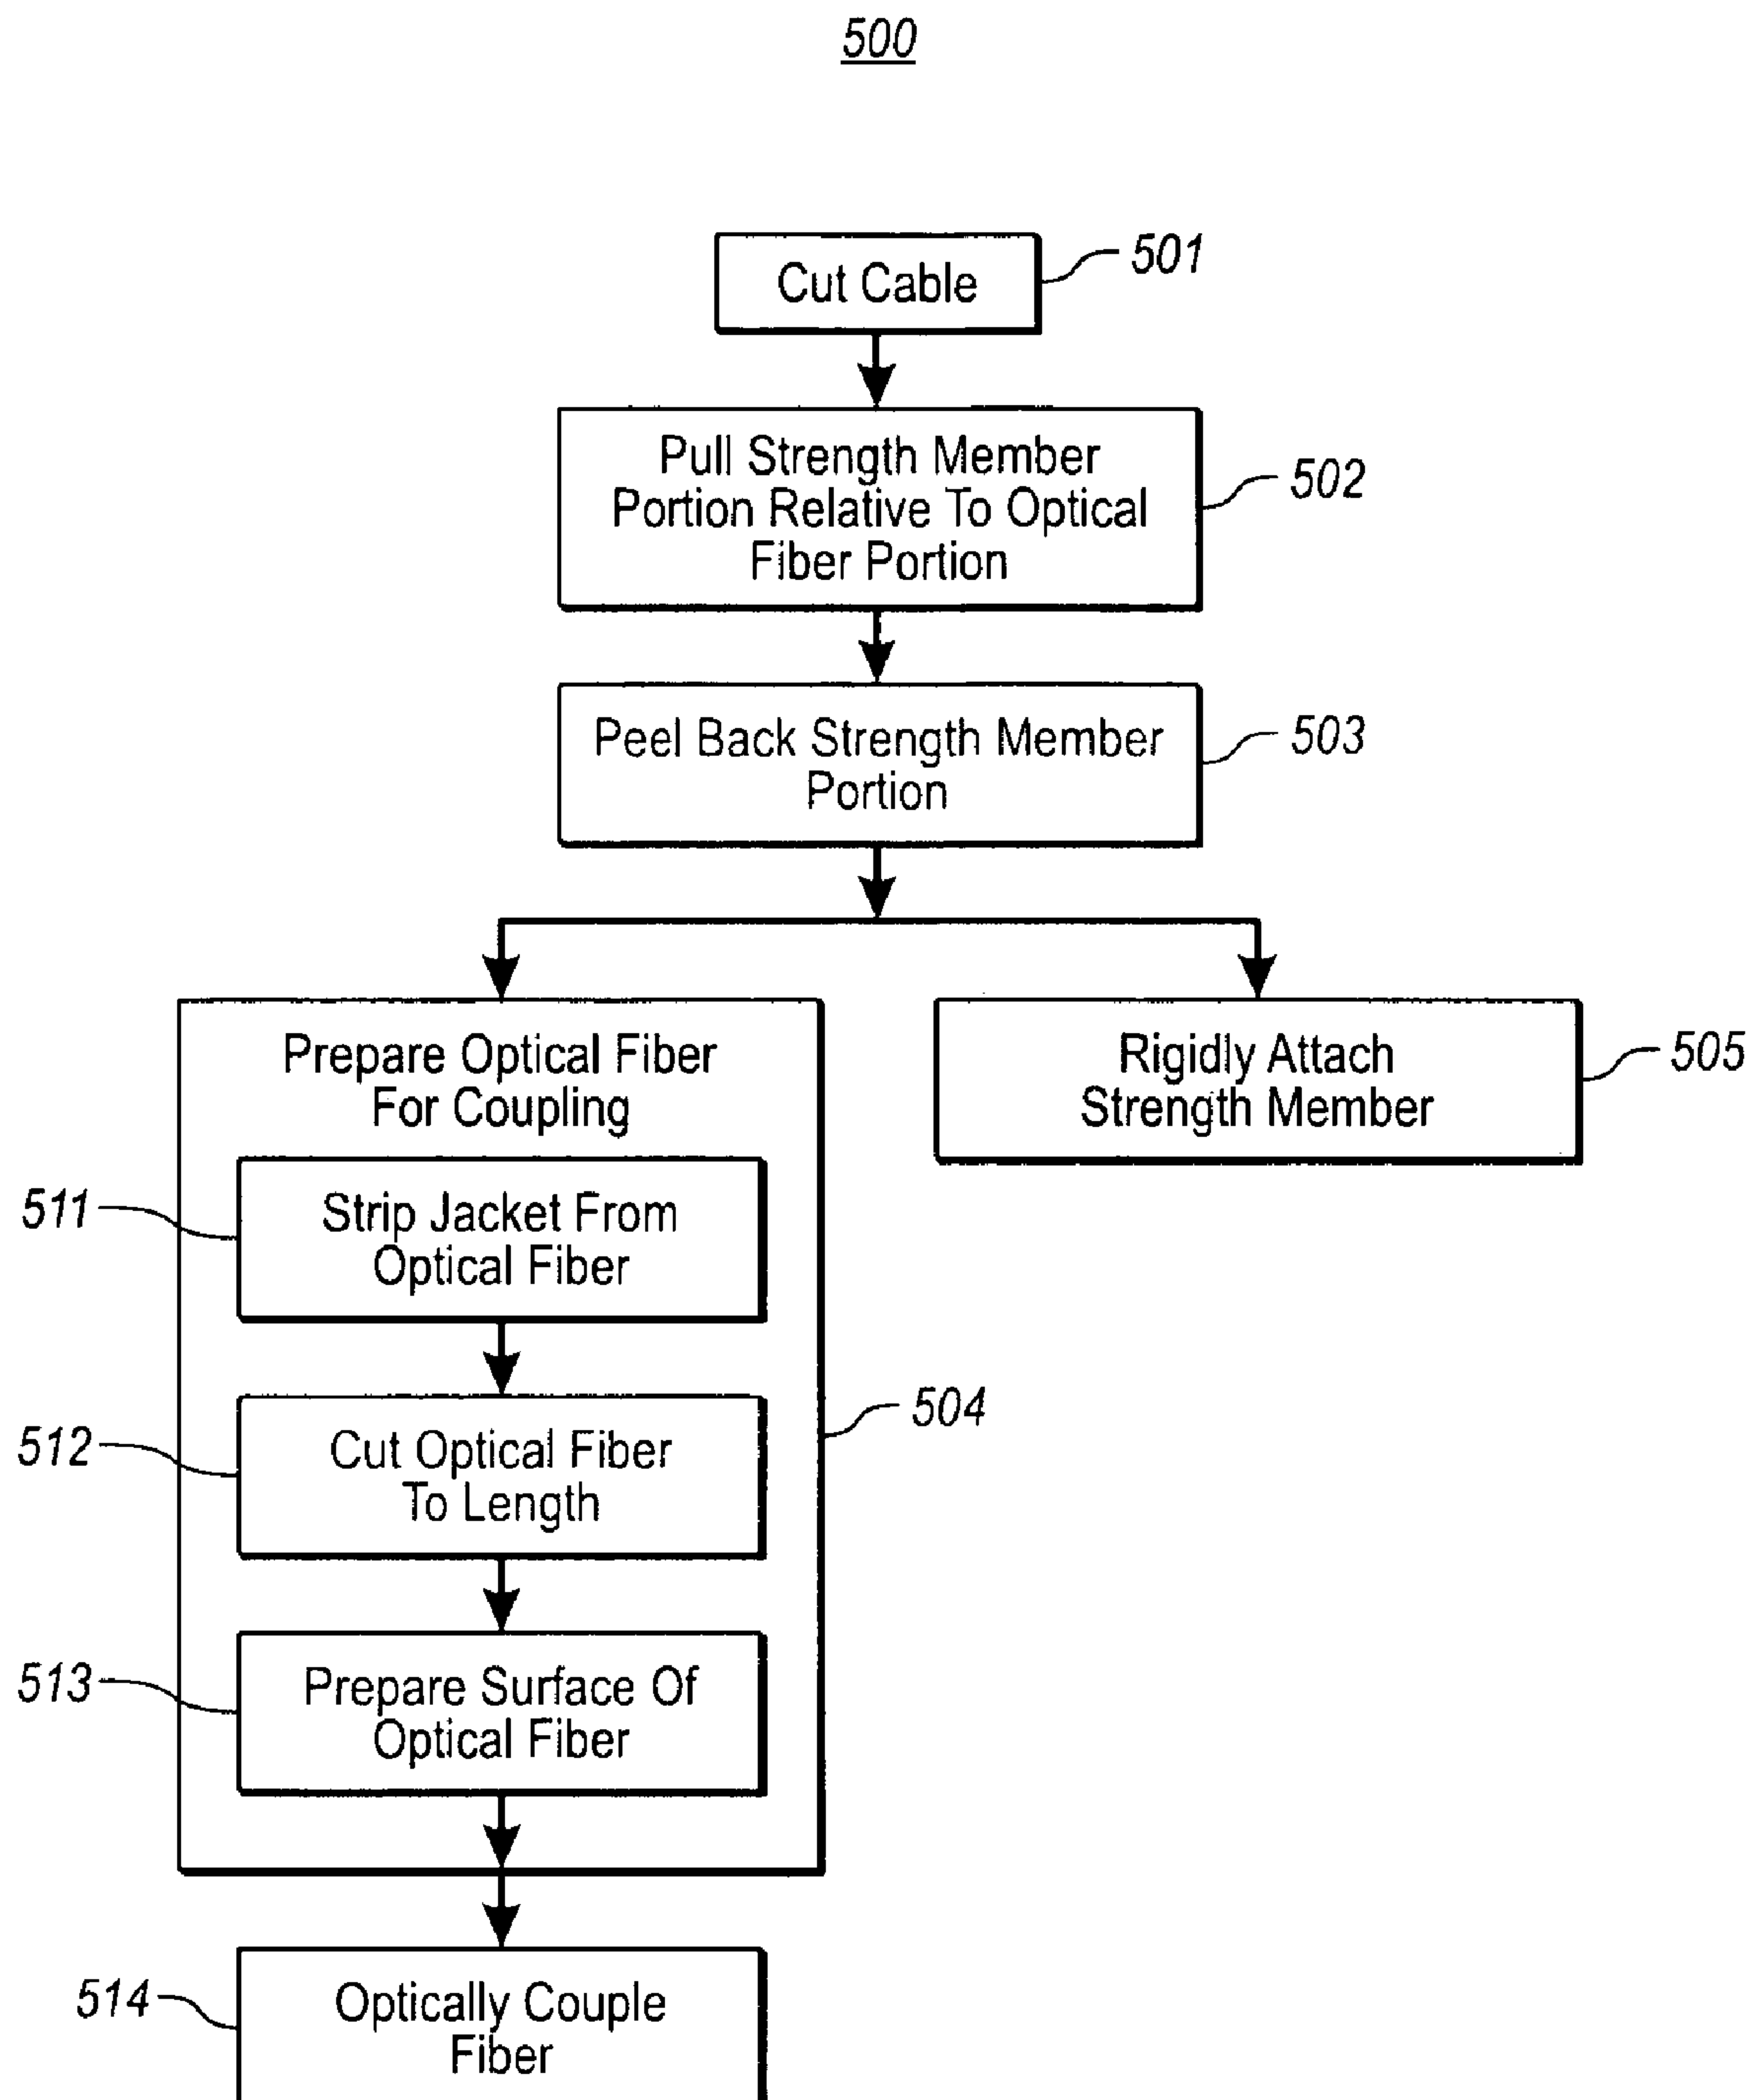 500
Cut Cable
501
Pull Strength Member
Portion Relative To Optical
Fiber Portion
502
Peel Back Strength Member
Portion
503
Prepare Optical Fiber
For Coupling
504
Rigidly Attach
Strength Member
505
511
Strip Jacket From
Optical Fiber
512
Cut Optical Fiber
To Length
513
Prepare Surface Of
Optical Fiber
514
Optically Couple
Fiber